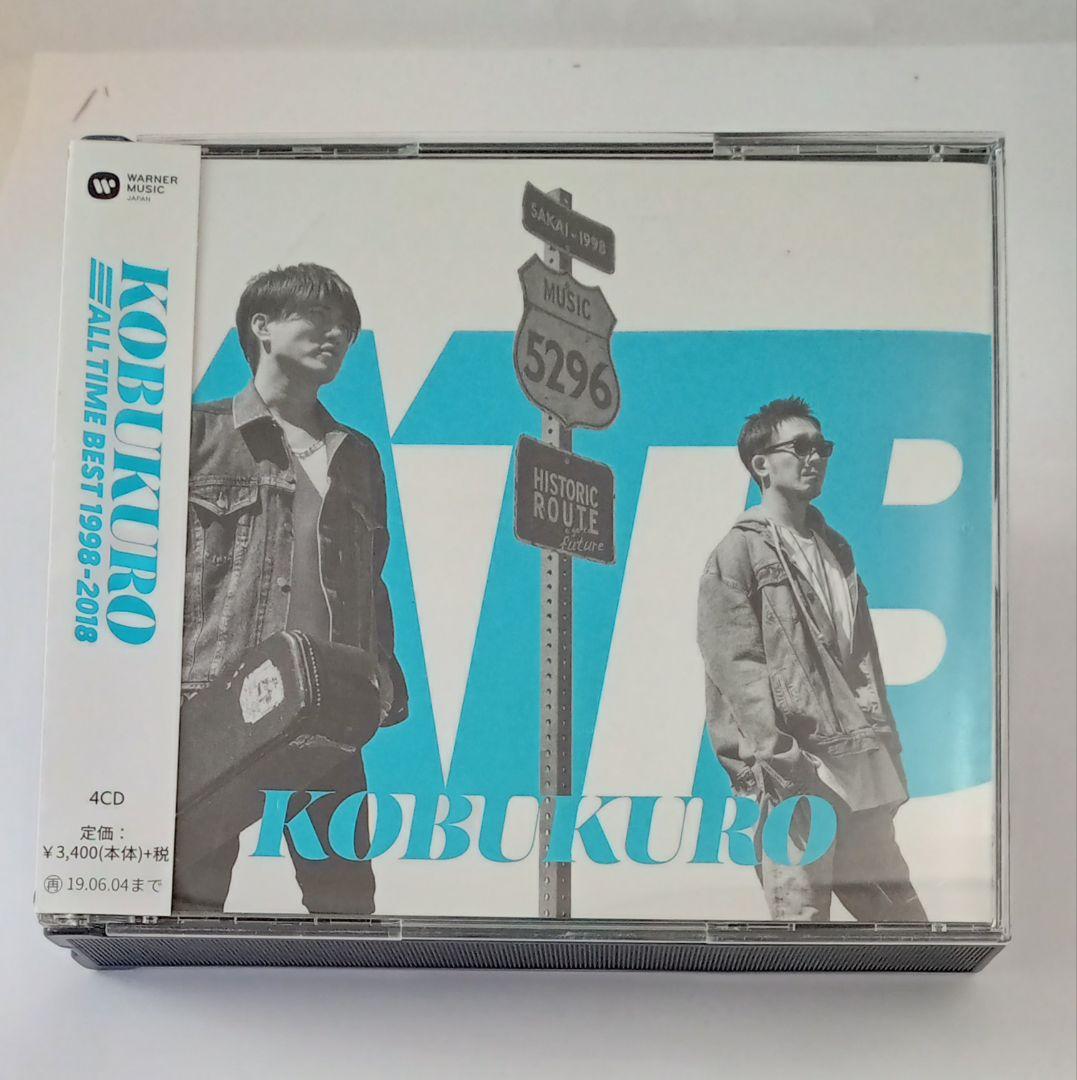 WARNER
MUSIC
JAPAN
KOBUKURO
ALL TIME BEST 1998-2018
4CD
定価：
￥3,400(本体)+税
再 19.06.04まで
SAKAI - 1998
MUSIC
5296
HISTORIC
ROUTE
future
ATB
KOBUKURO